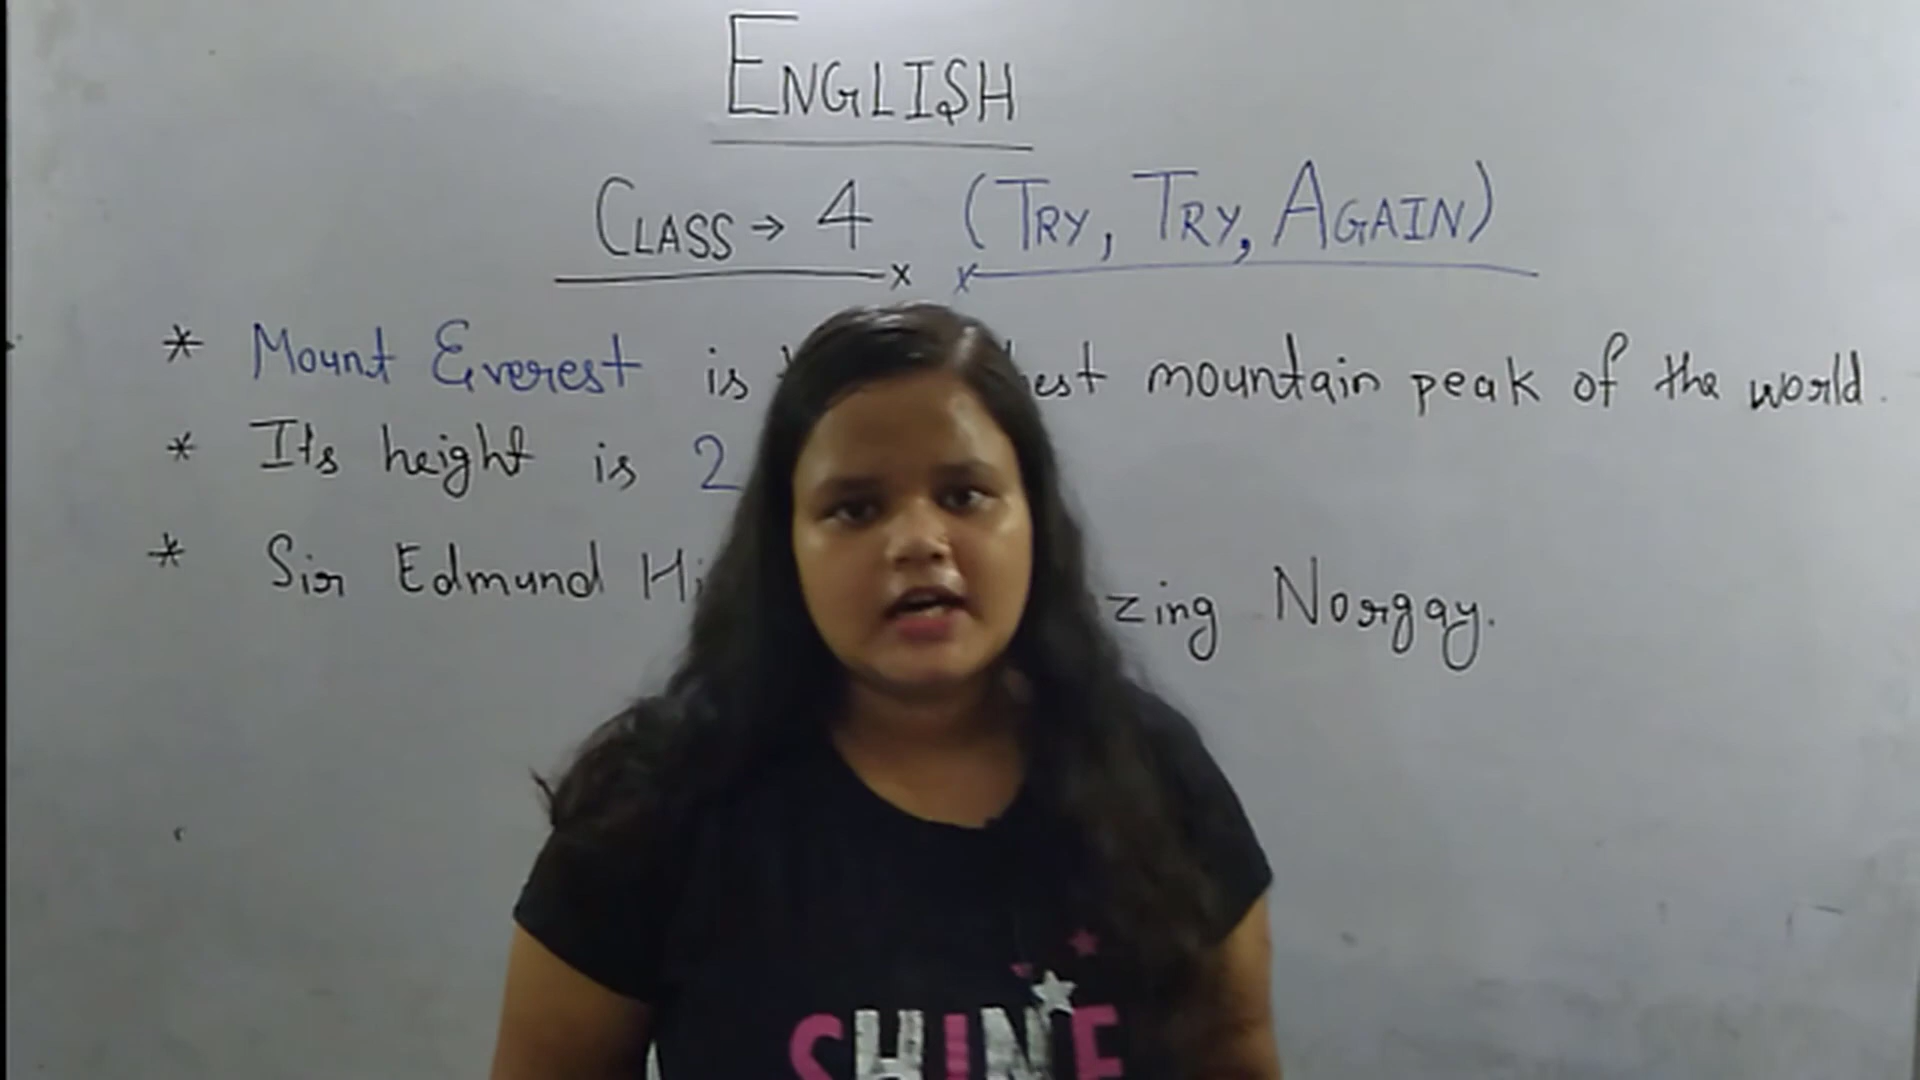 ENGLISH
CLASS → 4 (TRY, TRY, AGAIN)
* Mount Everest is est mountain peak of the world.
* Its height is 2
* Sir Edmund Hi zing Norgay.
SHINE